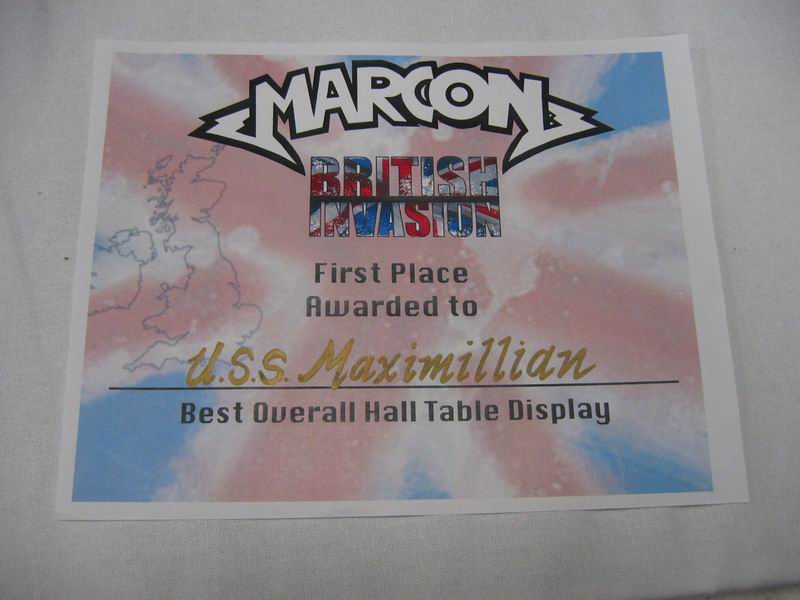 MARCON
BRITISH
INVASION
First Place
Awarded to
U.S.S. Maximillian
Best Overall Hall Table Display